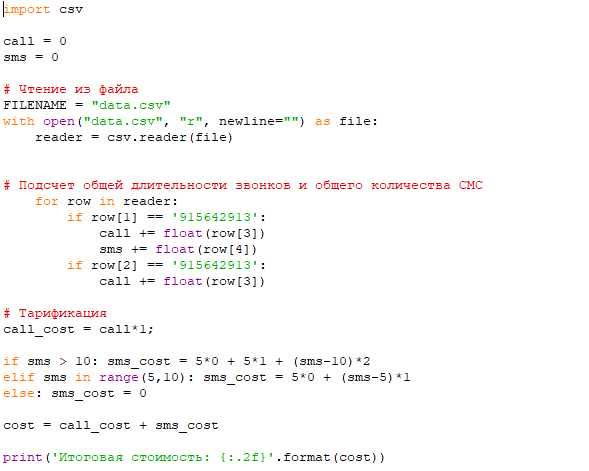 import csv

call = 0
sms = 0

# Чтение из файла
FILENAME = "data.csv"
with open("data.csv", "r", newline="") as file:
    reader = csv.reader(file)


# Подсчет общей длительности звонков и общего количества СМС
    for row in reader:
        if row[1] == '915642913':
            call += float(row[3])
            sms += float(row[4])
        if row[2] == '915642913':
            call += float(row[3])

# Тарификация
call_cost = call*1;

if sms > 10: sms_cost = 5*0 + 5*1 + (sms-10)*2
elif sms in range(5,10): sms_cost = 5*0 + (sms-5)*1
else: sms_cost = 0

cost = call_cost + sms_cost

print('Итоговая стоимость: {:.2f}'.format(cost))